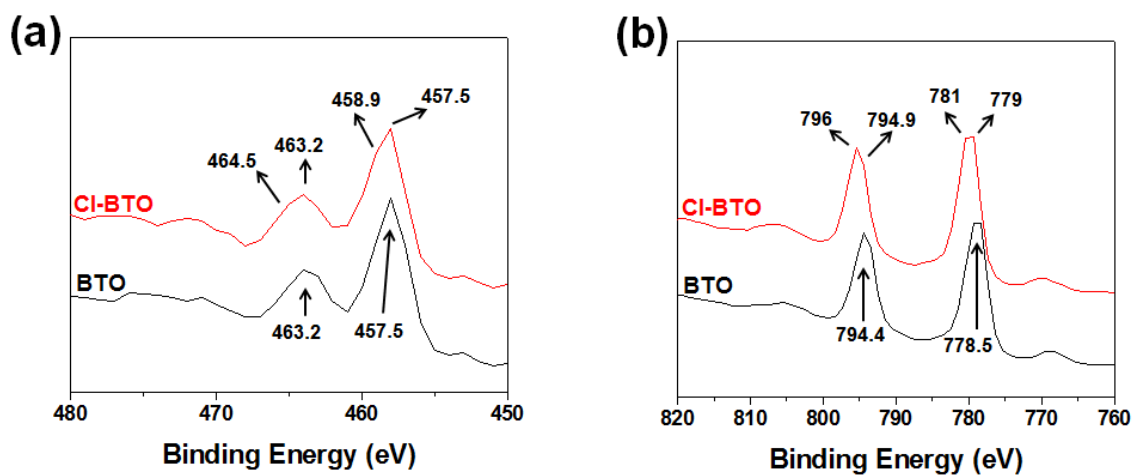 (a)
458.9
457.5
464.5
463.2
Cl-BTO
BTO
463.2
457.5
480
470
460
450
Binding Energy (eV)
(b)
781
779
796
794.9
Cl-BTO
BTO
794.4
778.5
820
810
800
790
780
770
760
Binding Energy (eV)